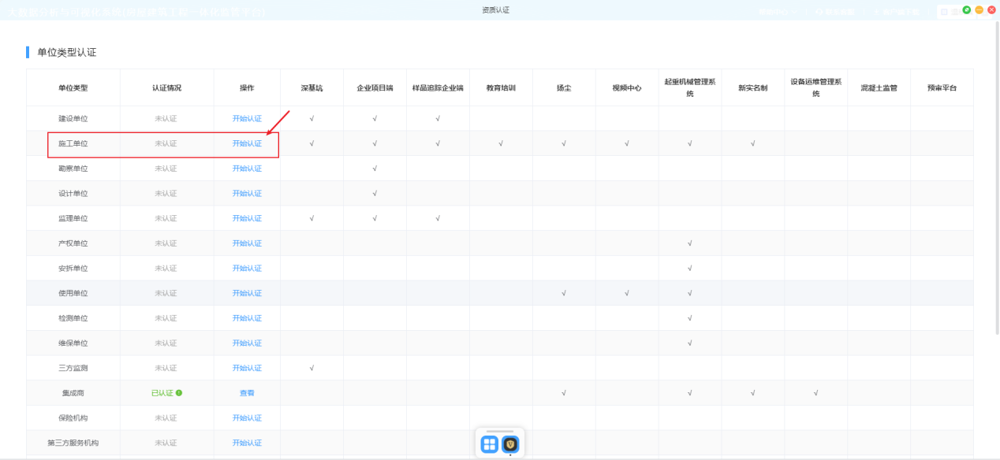 资质认证
单位类型认证
单位类型 认证情况 操作 深基坑 企业项目端 样品追踪企业端 教育培训 扬尘 视频中心 起重机械管理系统 新实名制 设备运维管理系统 混凝土监管 预审平台
建设单位 未认证 开始认证 √ √ √
施工单位 未认证 开始认证 √ √ √ √ √ √ √ √
勘察单位 未认证 开始认证 √
设计单位 未认证 开始认证 √
监理单位 未认证 开始认证 √ √ √
产权单位 未认证 开始认证 √
安拆单位 未认证 开始认证 √
使用单位 未认证 开始认证 √ √ √
检测单位 未认证 开始认证 √
维保单位 未认证 开始认证 √
三方监测 未认证 开始认证 √
集成商 已认证 查看 √ √ √ √
保险机构 未认证 开始认证
第三方服务机构 未认证 开始认证